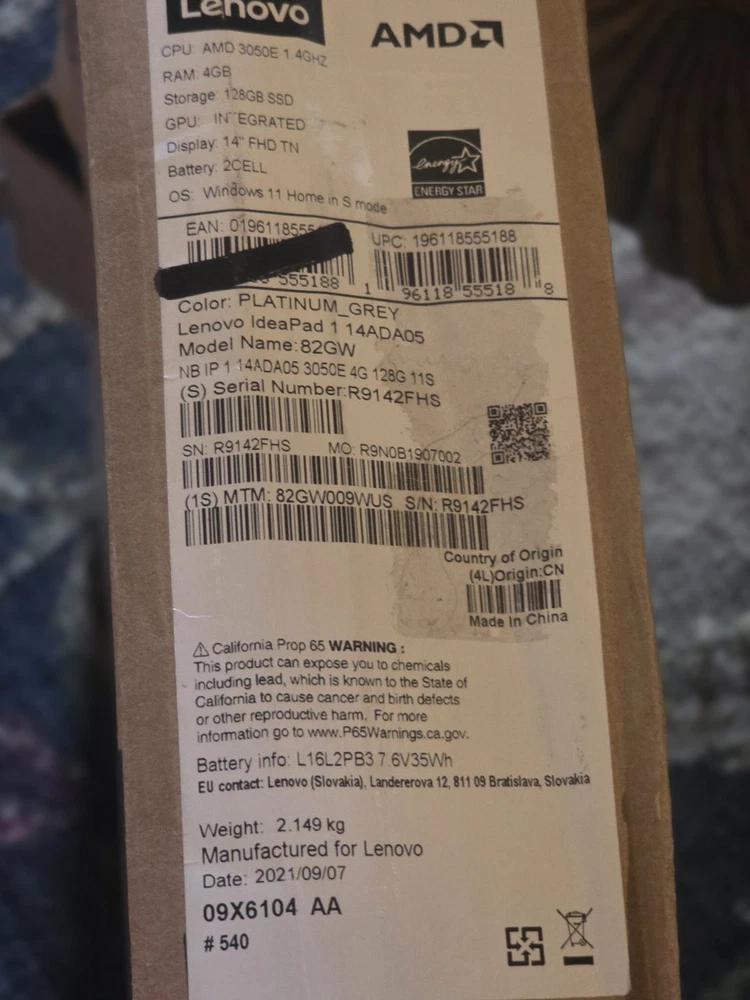 Lenovo
AMD
CPU: AMD 3050E 1.4GHZ
RAM: 4GB
Storage: 128GB SSD
GPU: INTEGRATED
Display: 14" FHD TN
Battery: 2CELL
OS: Windows 11 Home in S mode
energy
ENERGY STAR
EAN: 0196118555
555188
UPC: 196118555188
1 96118 55518 8
Color: PLATINUM_GREY
Lenovo IdeaPad 1 14ADA05
Model Name:82GW
NB IP 1 14ADA05 3050E 4G 128G 11S
(S) Serial Number:R9142FHS
SN: R9142FHS MO: R9N0B1907002
(1S) MTM: 82GW009WUS S/N: R9142FHS
Country of Origin
(4L)Origin:CN
Made In China
⚠ California Prop 65 WARNING :
This product can expose you to chemicals
including lead, which is known to the State of
California to cause cancer and birth defects
or other reproductive harm. For more
information go to www.P65Warnings.ca.gov.
Battery info: L16L2PB3 7.6V35Wh
EU contact: Lenovo (Slovakia), Landererova 12, 811 09 Bratislava, Slovakia
Weight: 2.149 kg
Manufactured for Lenovo
Date: 2021/09/07
09X6104 AA
# 540